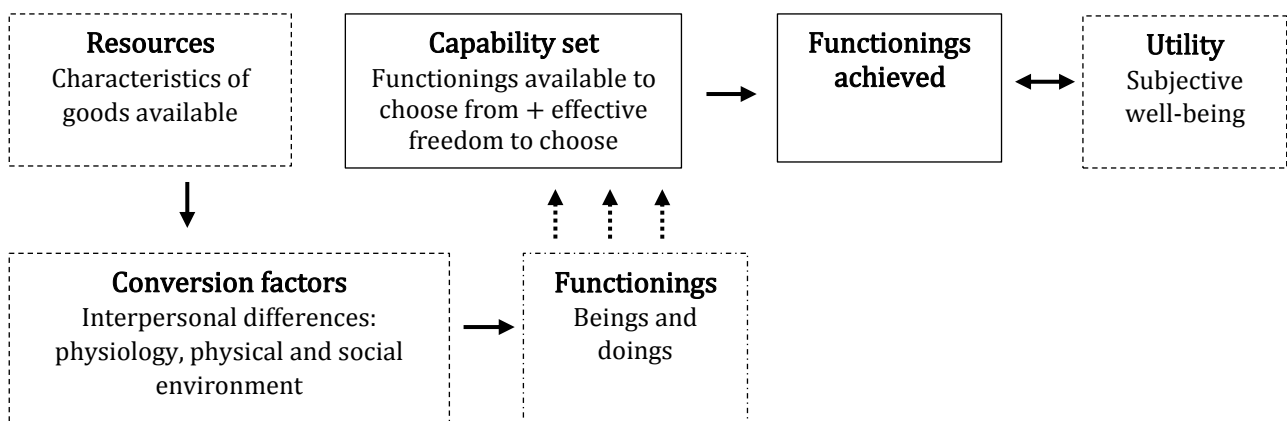 Resources
Characteristics of
goods available
Capability set
Functionings available to
choose from + effective
freedom to choose
Functionings
achieved
Utility
Subjective
well-being
Conversion factors
Interpersonal differences:
physiology, physical and social
environment
Functionings
Beings and
doings